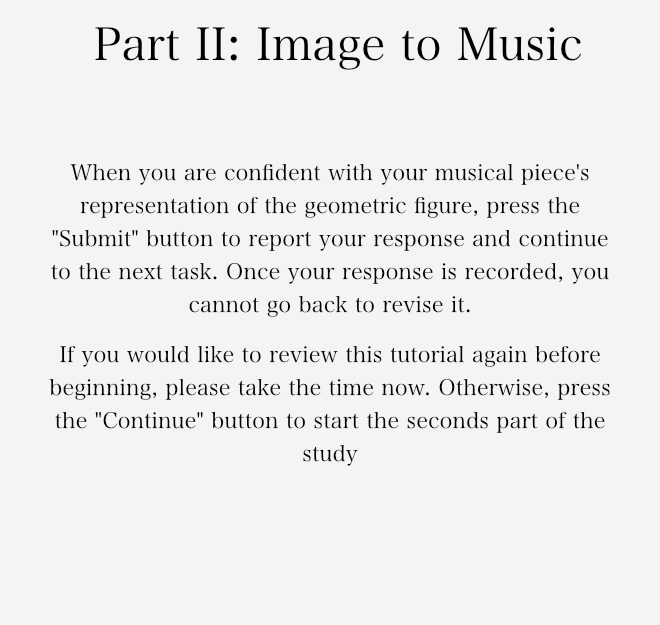 Part II: Image to Music
When you are confident with your musical piece's
representation of the geometric figure, press the
"Submit" button to report your response and continue
to the next task. Once your response is recorded, you
cannot go back to revise it.
If you would like to review this tutorial again before
beginning, please take the time now. Otherwise, press
the "Continue" button to start the seconds part of the
study